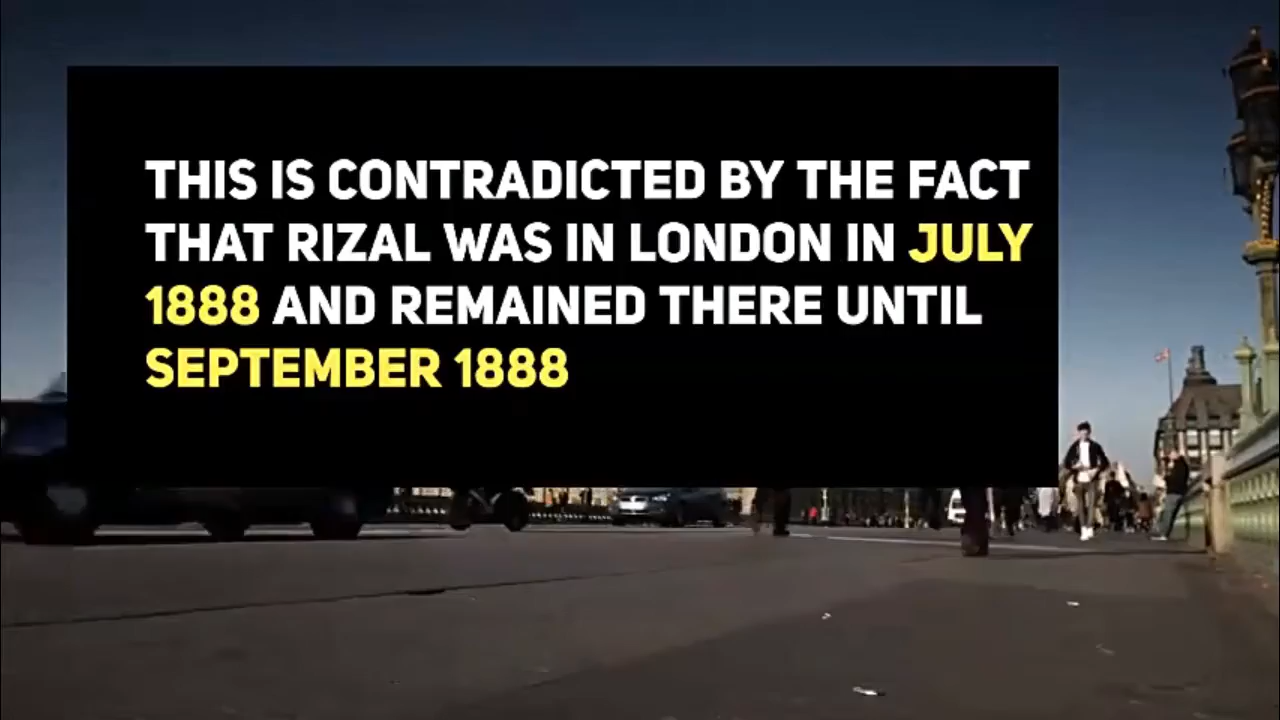 THIS IS CONTRADICTED BY THE FACT
THAT RIZAL WAS IN LONDON IN JULY
1888 AND REMAINED THERE UNTIL
SEPTEMBER 1888